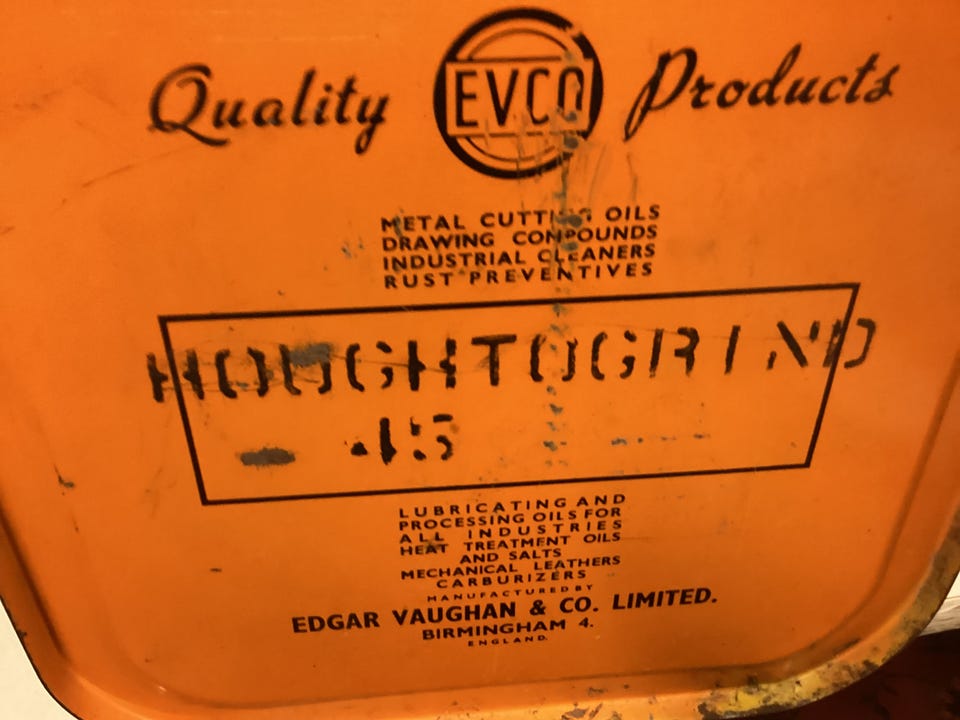 Quality EVCO Products
METAL CUTTING OILS
DRAWING COMPOUNDS
INDUSTRIAL CLEANERS
RUST PREVENTIVES
HOUGHTOGRIND
45
LUBRICATING AND
PROCESSING OILS FOR
ALL INDUSTRIES
HEAT TREATMENT OILS
AND SALTS
MECHANICAL LEATHERS
CARBURIZERS
MANUFACTURED BY
EDGAR VAUGHAN & CO. LIMITED.
BIRMINGHAM 4.
ENGLAND.